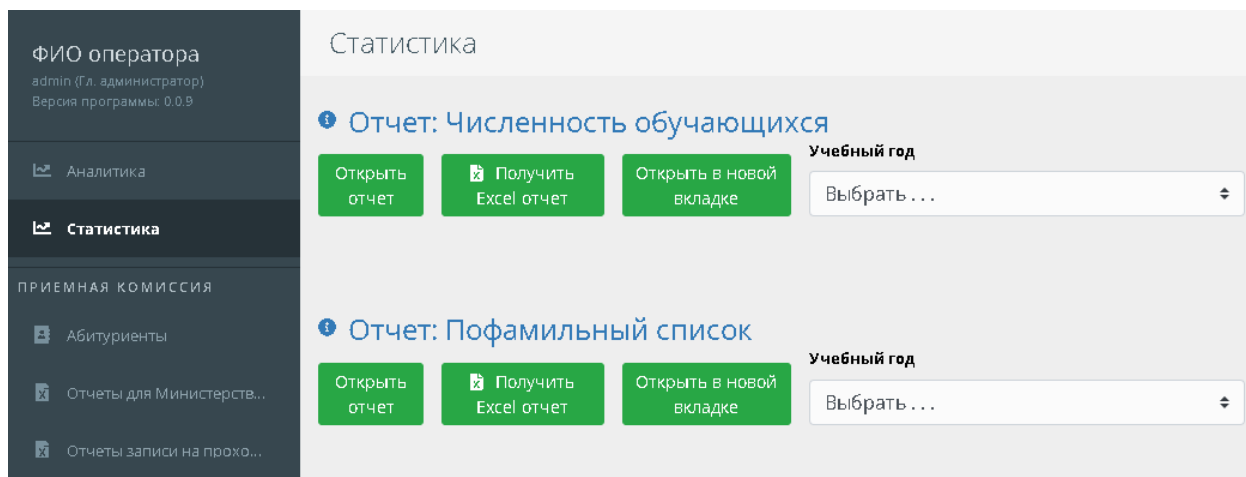 ФИО оператора
admin (Гл. администратор)
Версия программы: 0.0.9
Аналитика
Статистика
ПРИЕМНАЯ КОМИССИЯ
Абитуриенты
Отчеты для Министерств...
Отчеты записи на прохо...
Статистика
Отчет: Численность обучающихся
Открыть
отчет
Получить
Excel отчет
Открыть в новой
вкладке
Учебный год
Выбрать...
Отчет: Пофамильный список
Открыть
отчет
Получить
Excel отчет
Открыть в новой
вкладке
Учебный год
Выбрать...